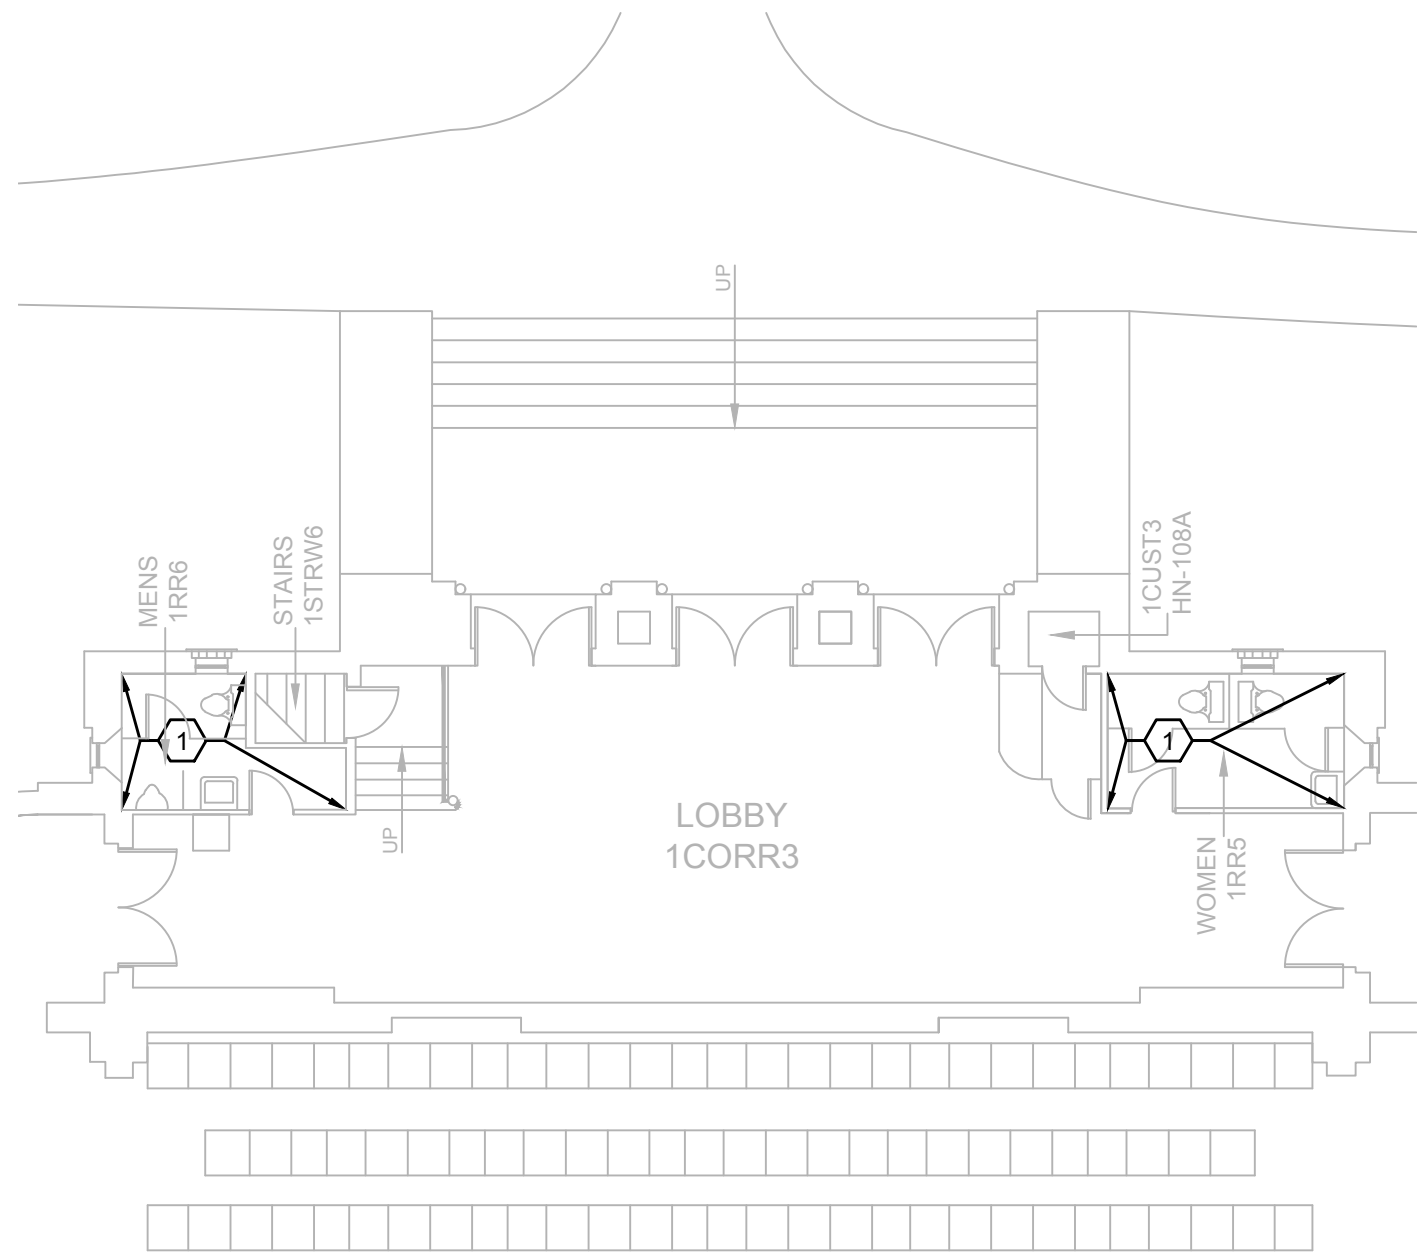 UP
MENS
1RR6
STAIRS
1STRW6
1CUST3
HN-108A
1
1
UP
LOBBY
1CORR3
WOMEN
1RR5